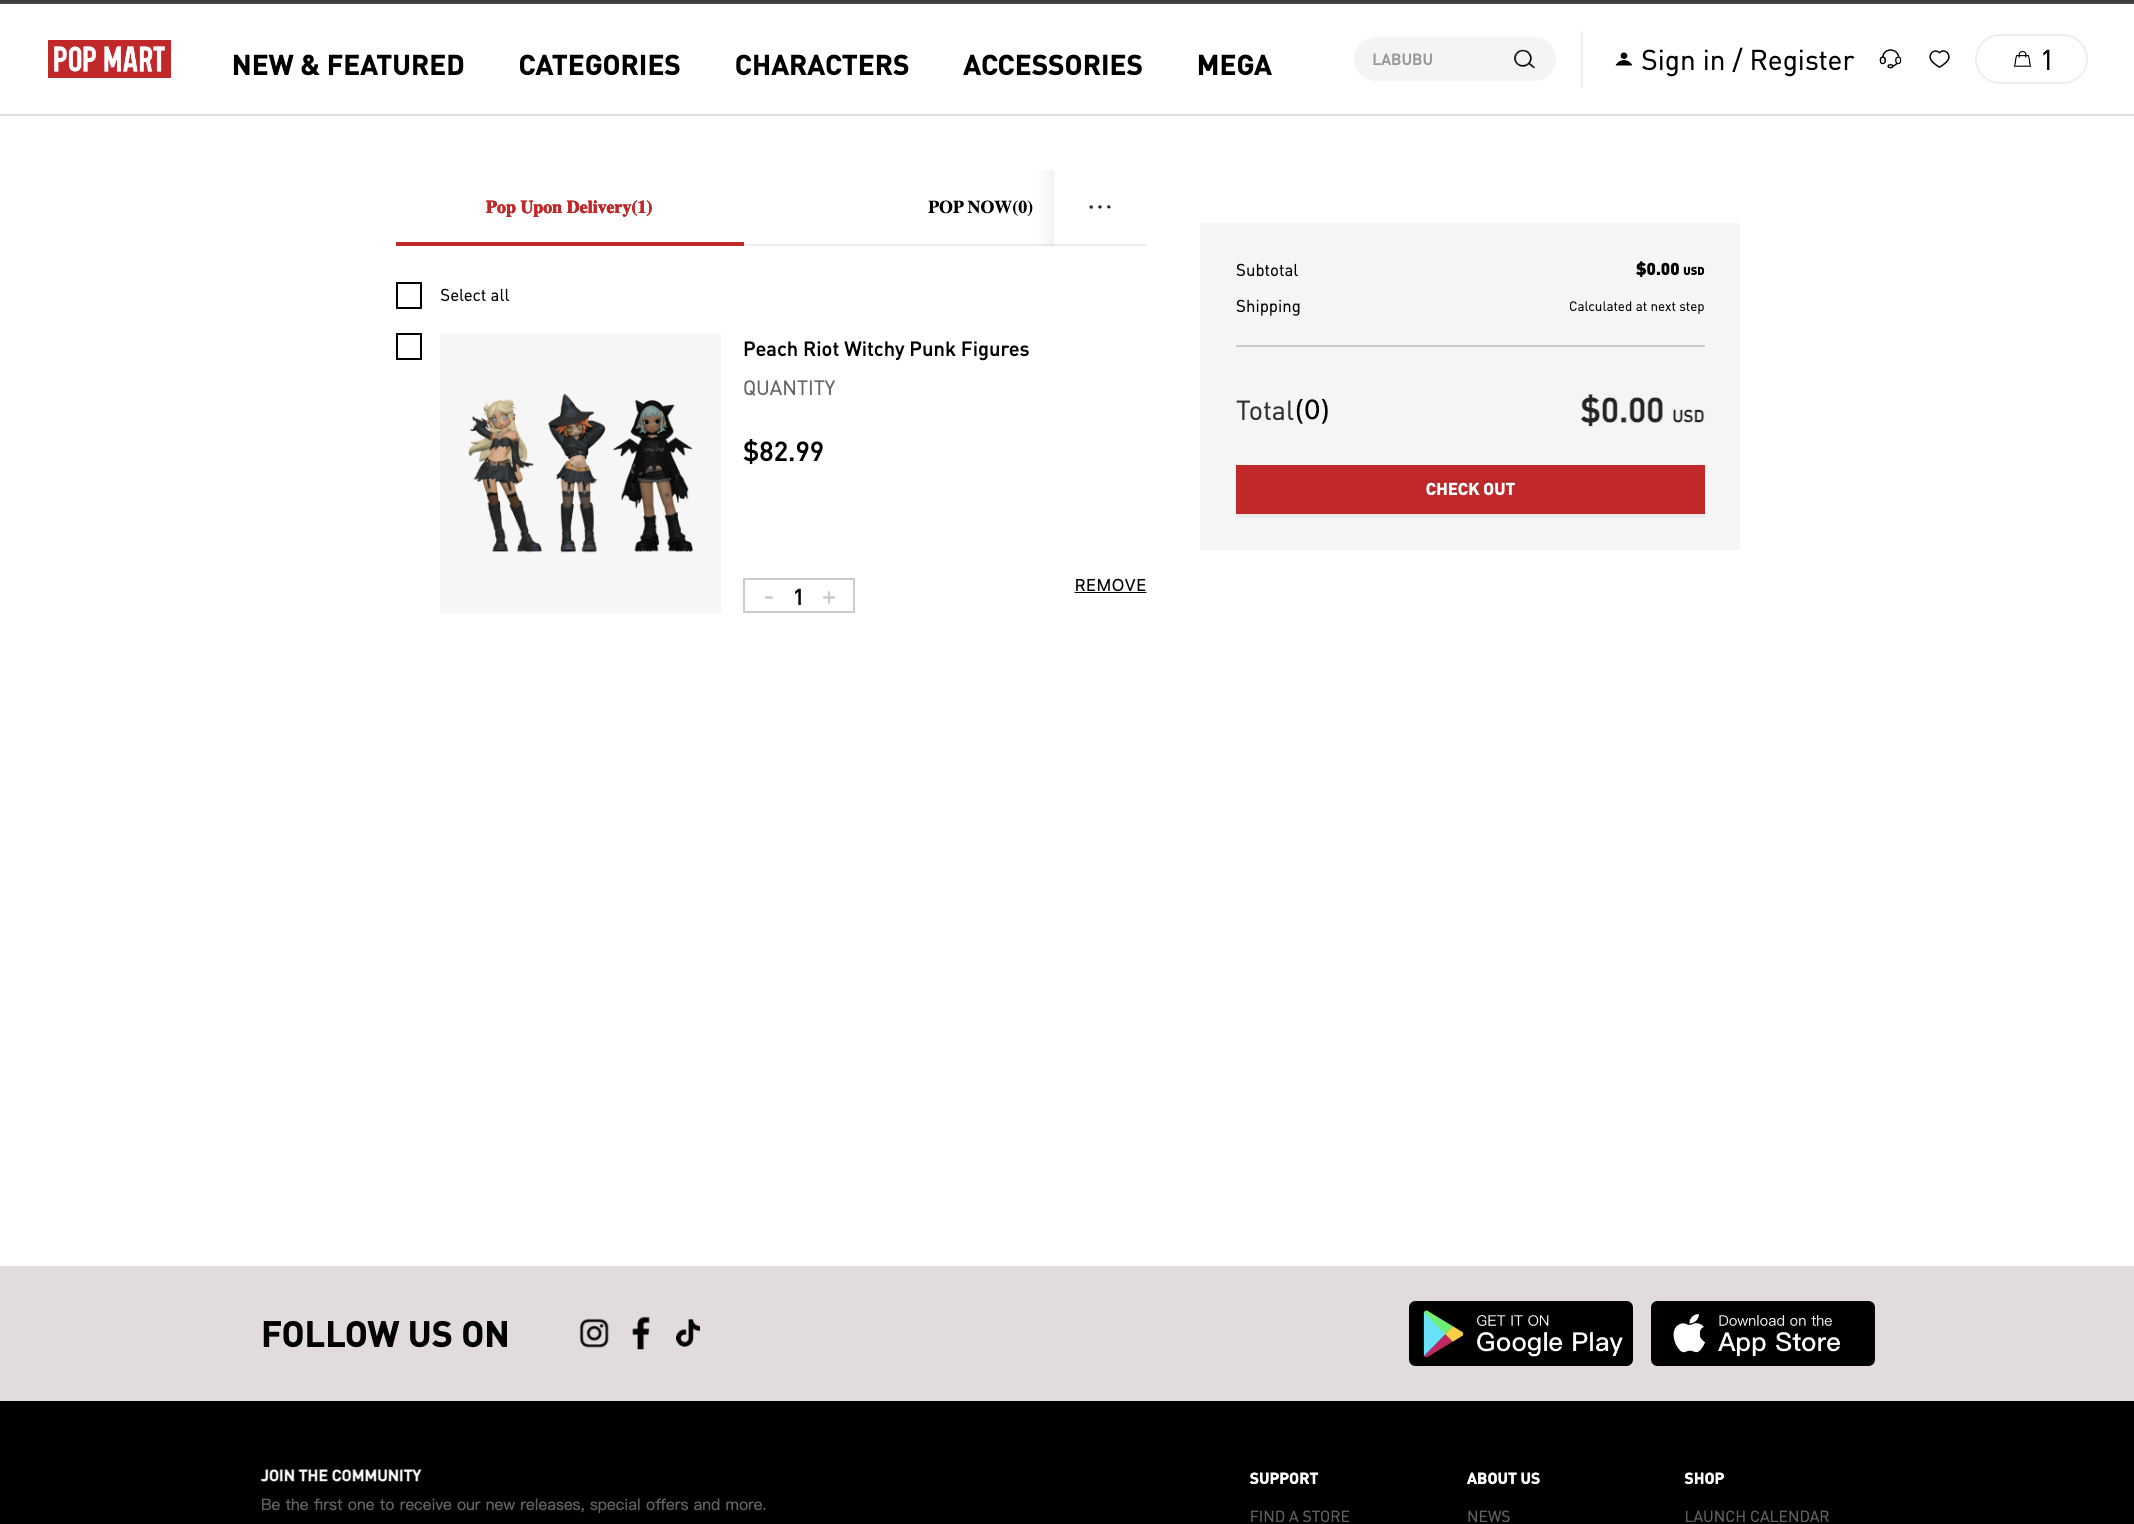 POP MART
NEW & FEATURED
CATEGORIES
CHARACTERS
ACCESSORIES
MEGA
LABUBU
Sign in / Register
1
Pop Upon Delivery(1)
POP NOW(0)
...
Select all
Peach Riot Witchy Punk Figures
QUANTITY
$82.99
- 1 +
REMOVE
Subtotal $0.00 USD
Shipping Calculated at next step
Total(0) $0.00 USD
CHECK OUT
FOLLOW US ON
GET IT ON
Google Play
Download on the
App Store
JOIN THE COMMUNITY
Be the first one to receive our new releases, special offers and more.
SUPPORT
FIND A STORE
ABOUT US
NEWS
SHOP
LAUNCH CALENDAR